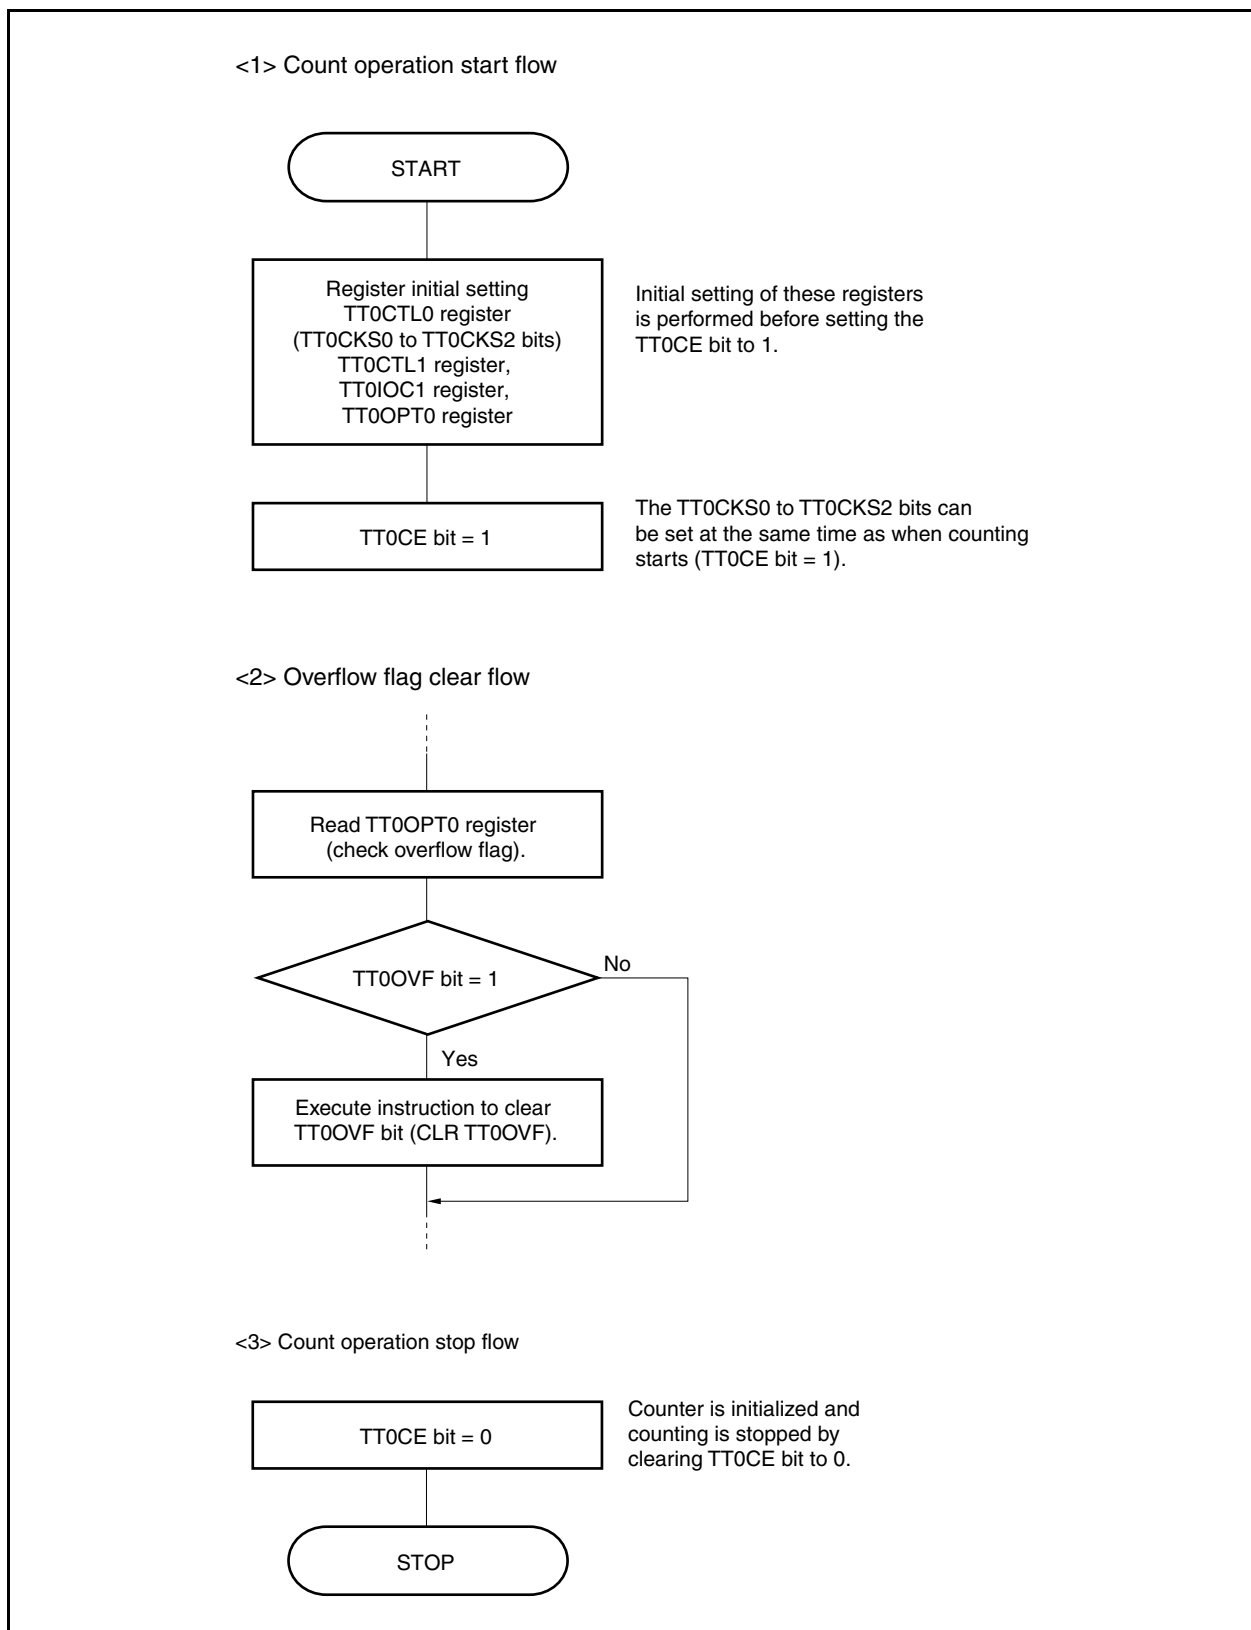 <1> Count operation start flow
START
Register initial setting
TT0CTL0 register
(TT0CKS0 to TT0CKS2 bits)
TT0CTL1 register,
TT0IOC1 register,
TT0OPT0 register
Initial setting of these registers
is performed before setting the
TT0CE bit to 1.
TT0CE bit = 1
The TT0CKS0 to TT0CKS2 bits can
be set at the same time as when counting
starts (TT0CE bit = 1).
<2> Overflow flag clear flow
Read TT0OPT0 register
(check overflow flag).
TT0OVF bit = 1
No
Yes
Execute instruction to clear
TT0OVF bit (CLR TT0OVF).
<3> Count operation stop flow
TT0CE bit = 0
Counter is initialized and
counting is stopped by
clearing TT0CE bit to 0.
STOP